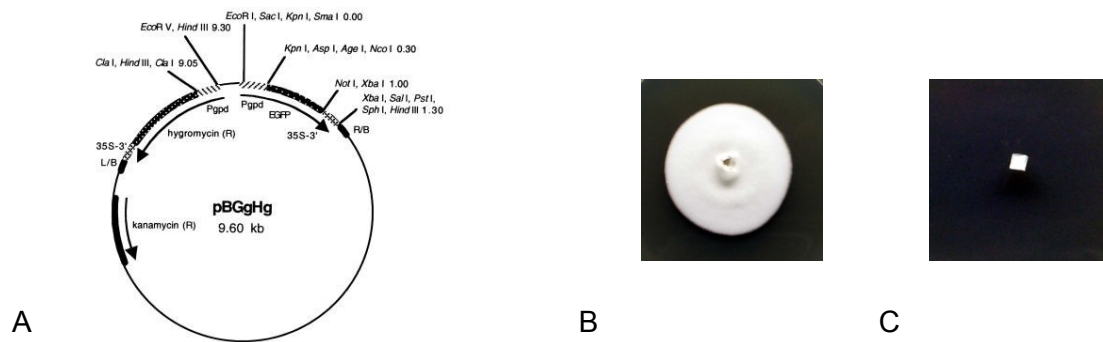 EcoR I, Sac I, Kpn I, Sma I 0.00
EcoR V, Hind III 9.30
Kpn I, Asp I, Age I, Nco I 0.30
Cla I, Hind III, Cla I 9.05
Not I, Xba I 1.00
Xba I, Sal I, Pst I,
Sph I, Hind III 1.30
Pgpd
Pgpd
EGFP
hygromycin (R)
35S-3'
R/B
35S-3'
L/B
kanamycin (R)
pBGgHg
9.60 kb
A
B
C